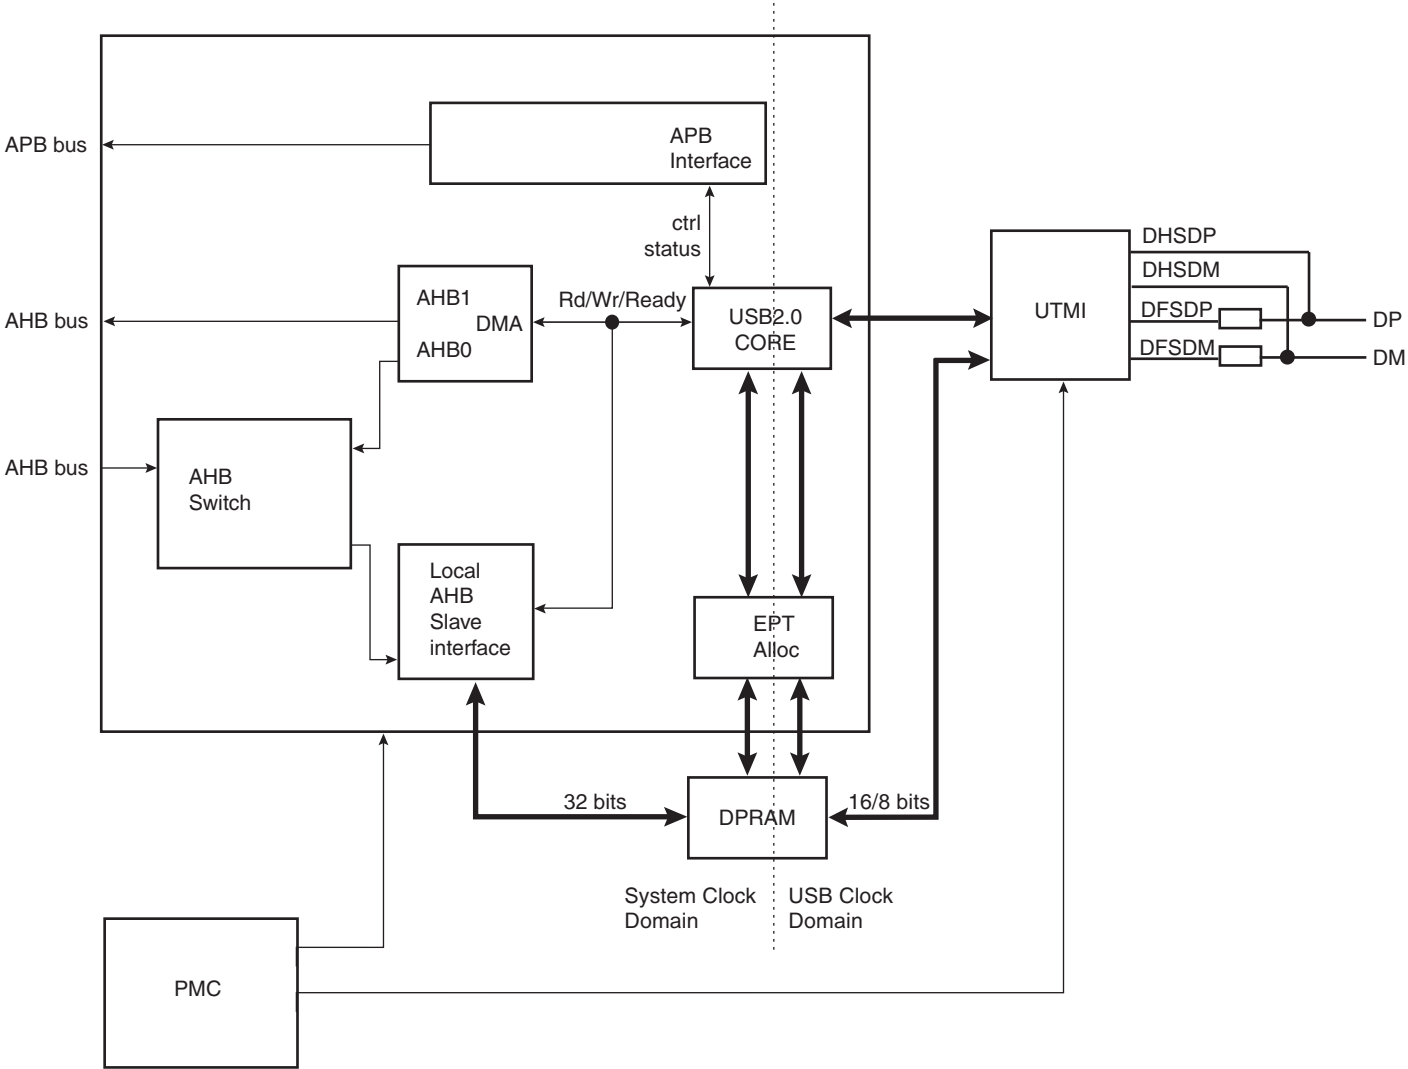 APB bus
APB
Interface
ctrl
status
AHB bus
AHB1
DMA
AHB0
Rd/Wr/Ready
USB2.0
CORE
UTMI
DHSDP
DHSDM
DFSDP
DFSDM
DP
DM
AHB bus
AHB
Switch
Local
AHB
Slave
interface
EPT
Alloc
32 bits
DPRAM
16/8 bits
System Clock
Domain
USB Clock
Domain
PMC